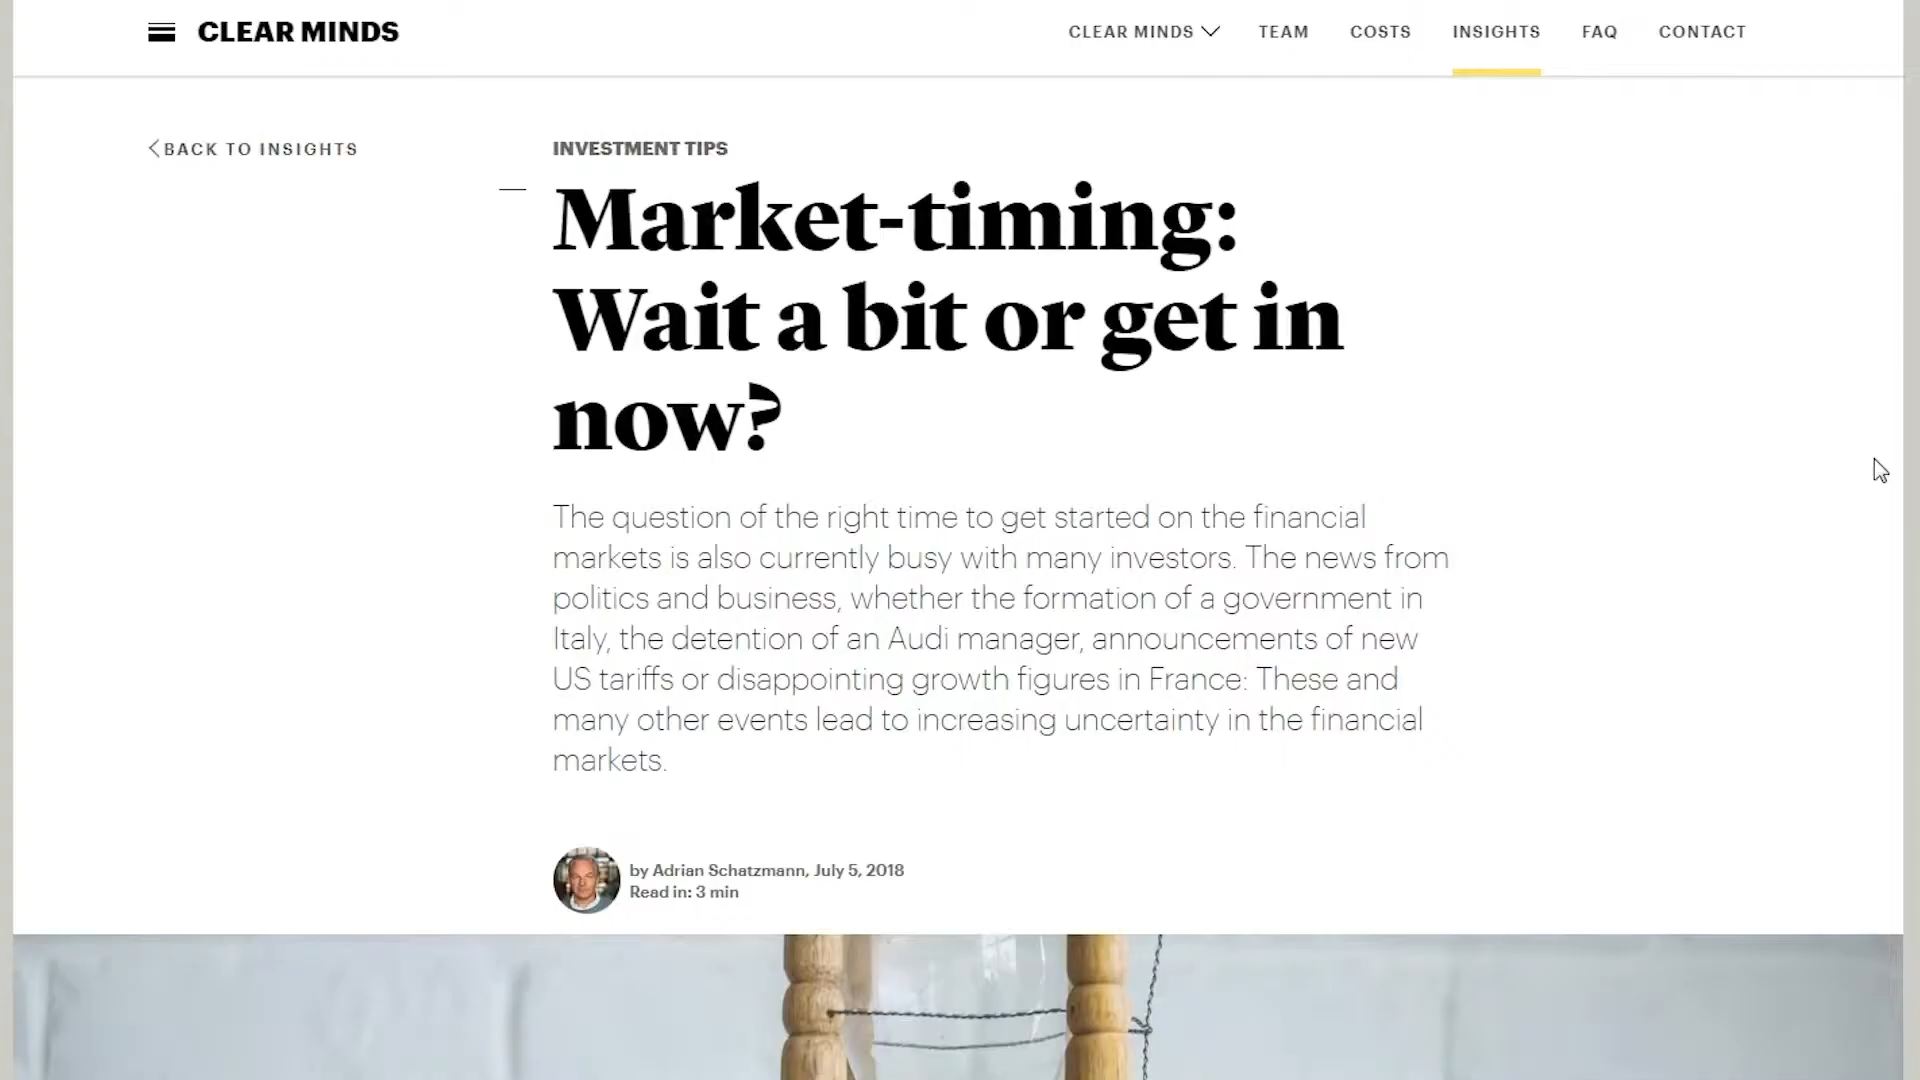 CLEAR MINDS
CLEAR MINDS TEAM COSTS INSIGHTS FAQ CONTACT
BACK TO INSIGHTS
INVESTMENT TIPS
Market-timing:
Wait a bit or get in
now?
The question of the right time to get started on the financial
markets is also currently busy with many investors. The news from
politics and business, whether the formation of a government in
Italy, the detention of an Audi manager, announcements of new
US tariffs or disappointing growth figures in France: These and
many other events lead to increasing uncertainty in the financial
markets.
by Adrian Schatzmann, July 5, 2018
Read in: 3 min